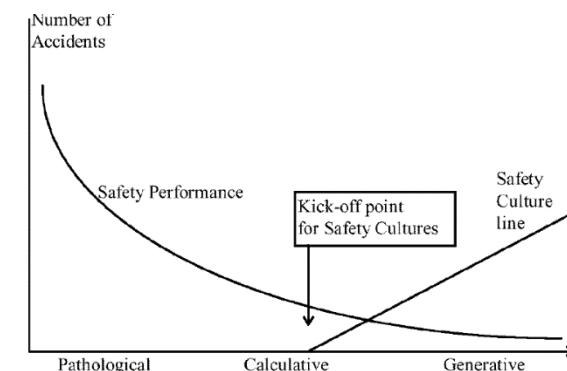 Number of
Accidents
Safety Performance
Kick-off point
for Safety Cultures
Safety
Culture
line
Pathological
Calculative
Generative